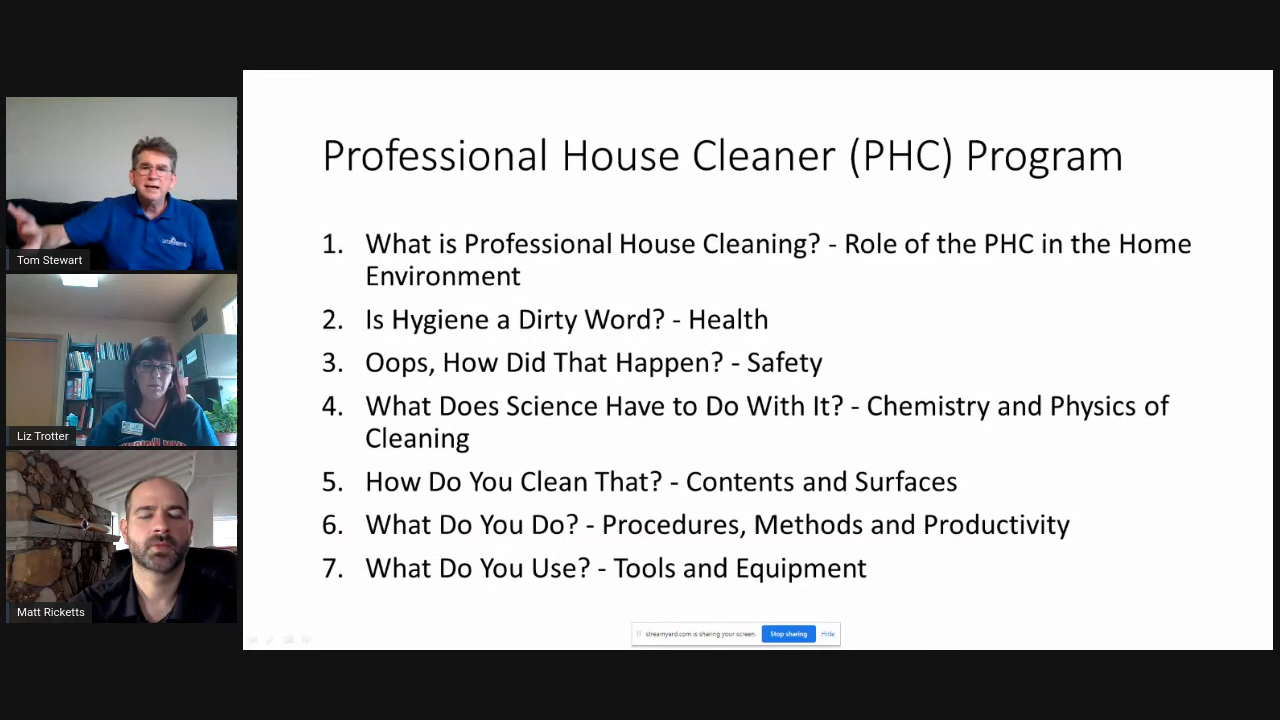 Professional House Cleaner (PHC) Program
1. What is Professional House Cleaning? - Role of the PHC in the Home
Environment
2. Is Hygiene a Dirty Word? - Health
3. Oops, How Did That Happen? - Safety
4. What Does Science Have to Do With It? - Chemistry and Physics of
Cleaning
5. How Do You Clean That? - Contents and Surfaces
6. What Do You Do? - Procedures, Methods and Productivity
7. What Do You Use? - Tools and Equipment
Tom Stewart
Liz Trotter
Matt Ricketts
streamyard.com is sharing your screen.
Stop sharing
Hide